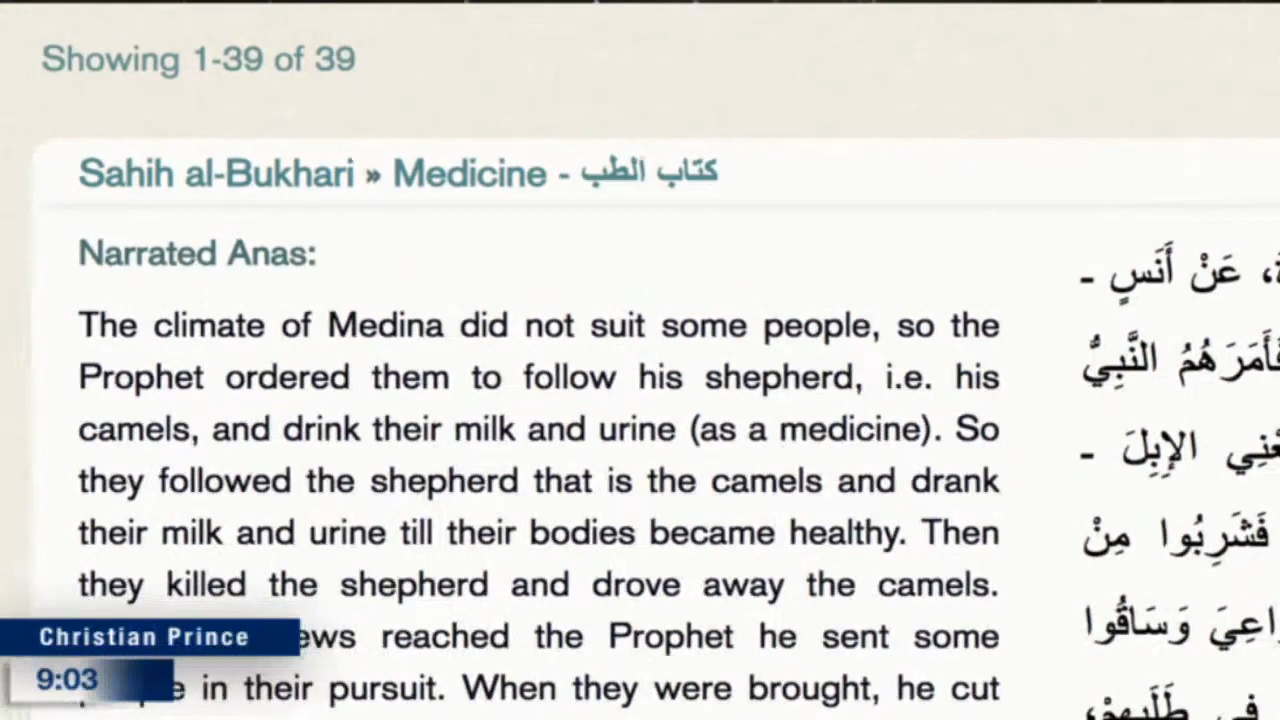 Showing 1-39 of 39
Sahih al-Bukhari » Medicine - كتاب الطب
Narrated Anas:
The climate of Medina did not suit some people, so the
Prophet ordered them to follow his shepherd, i.e. his
camels, and drink their milk and urine (as a medicine). So
they followed the shepherd that is the camels and drank
their milk and urine till their bodies became healthy. Then
they killed the shepherd and drove away the camels.
reached the Prophet he sent some
in their pursuit. When they were brought, he cut
عَنْ أَنَسٍ ـ
فَأَمَرَهُمُ النَّبِيُّ
الإِبِلَ ـ
فَشَرِبُوا مِنْ
وَسَاقُوا
فِي طَلَبِهِمْ،
Christian Prince
9:03